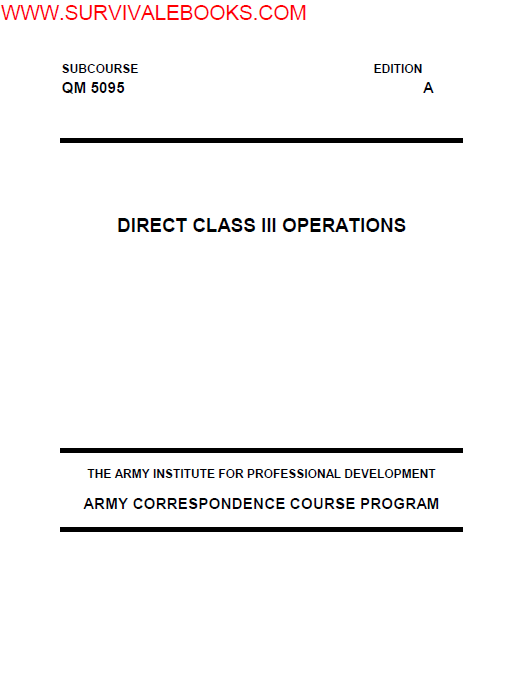 WWW.SURVIVALEBOOKS.COM
SUBCOURSE EDITION
QM 5095 A
DIRECT CLASS III OPERATIONS
THE ARMY INSTITUTE FOR PROFESSIONAL DEVELOPMENT
ARMY CORRESPONDENCE COURSE PROGRAM